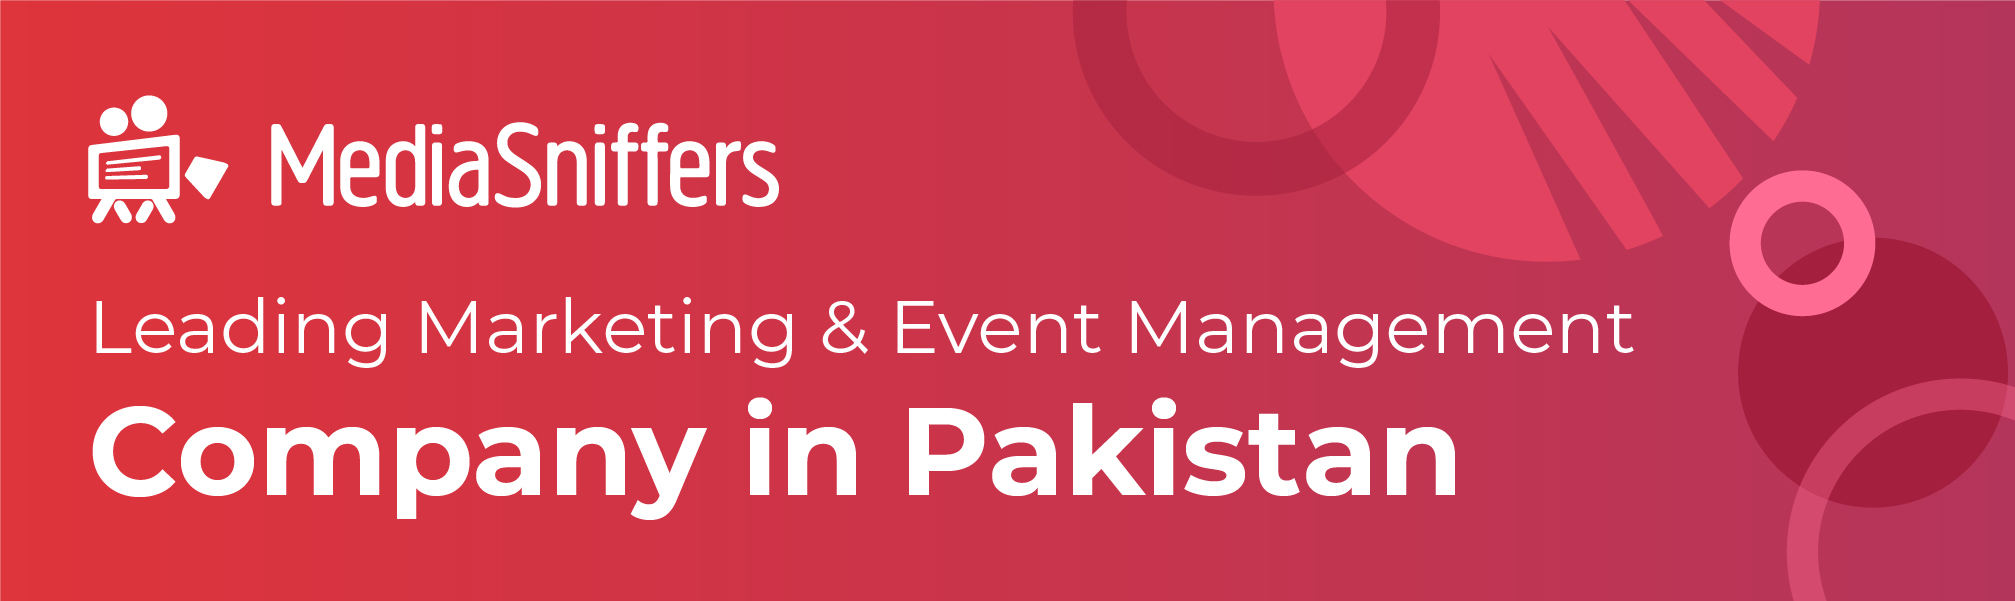 MediaSniffers
Leading Marketing & Event Management
Company in Pakistan